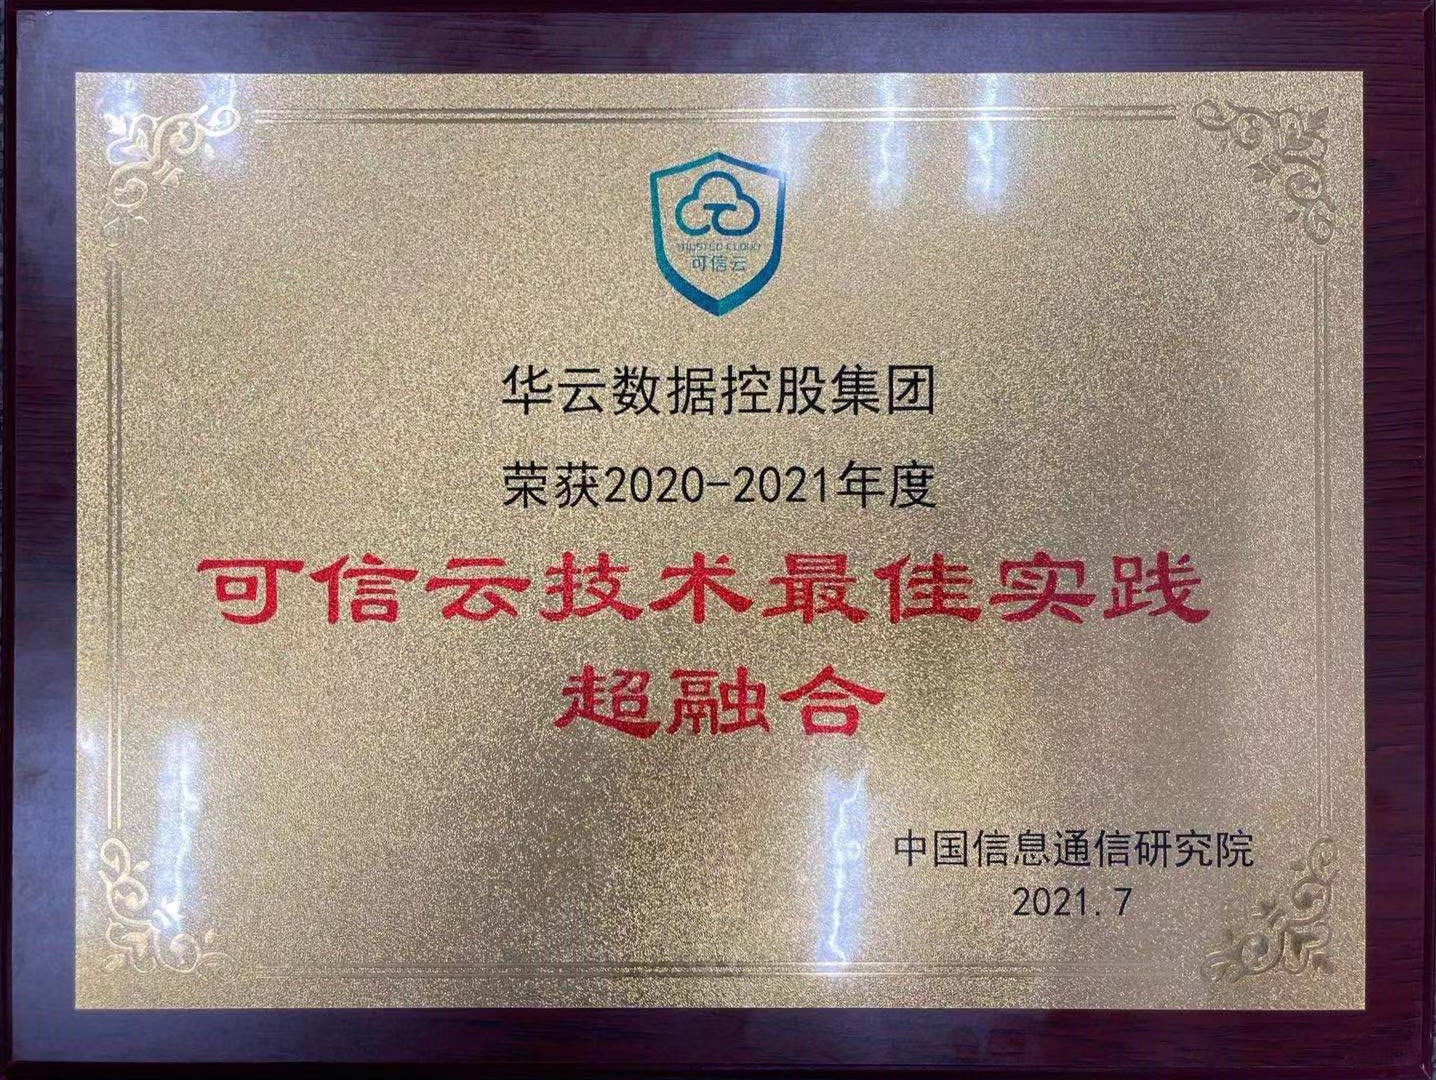 TRUSTED CLOUD
可信云
华云数据控股集团
荣获2020-2021年度
可信云技术最佳实践
超融合
中国信息通信研究院
2021.7